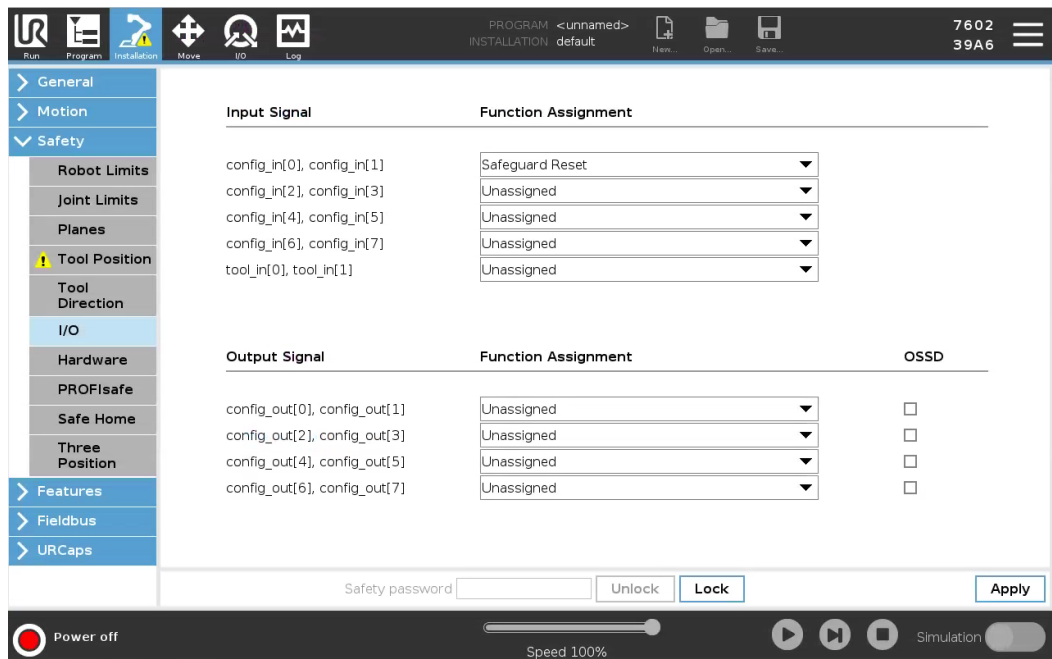 UR
PROGRAM <unnamed>
INSTALLATION default
7602
39A6
Run Program Installation Move I/O Log New... Open... Save...
General
Motion
Safety
Robot Limits
Joint Limits
Planes
Tool Position
Tool
Direction
I/O
Hardware
PROFIsafe
Safe Home
Three
Position
Features
Fieldbus
URCaps
Input Signal Function Assignment
config_in[0], config_in[1] Safeguard Reset
config_in[2], config_in[3] Unassigned
config_in[4], config_in[5] Unassigned
config_in[6], config_in[7] Unassigned
tool_in[0], tool_in[1] Unassigned
Output Signal Function Assignment OSSD
config_out[0], config_out[1] Unassigned
config_out[2], config_out[3] Unassigned
config_out[4], config_out[5] Unassigned
config_out[6], config_out[7] Unassigned
Safety password Unlock Lock Apply
Power off
Speed 100%
Simulation